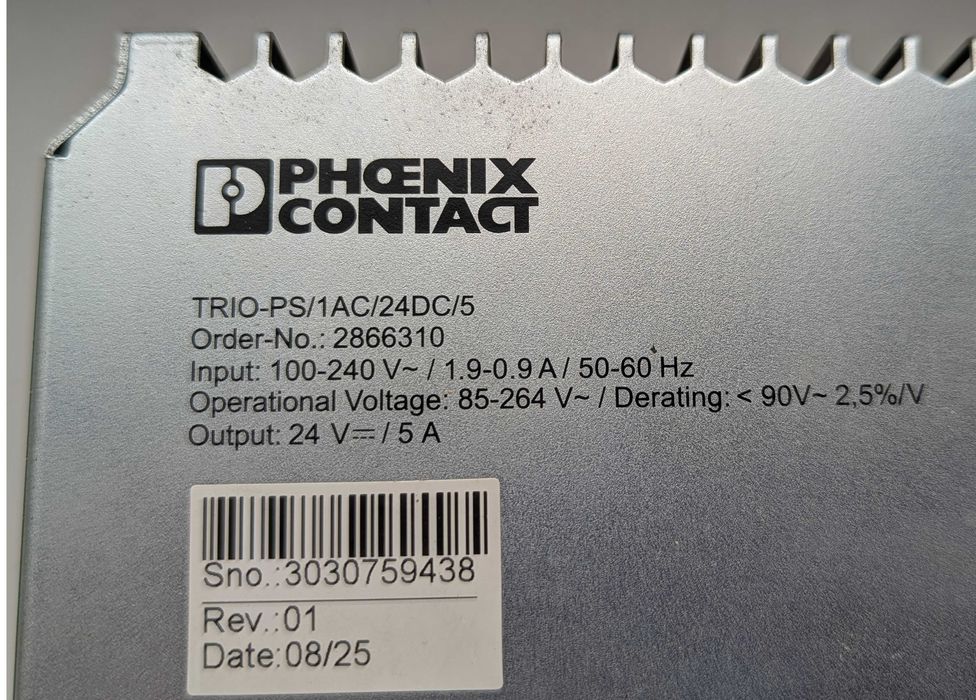 PHŒNIX
CONTACT
TRIO-PS/1AC/24DC/5
Order-No.: 2866310
Input: 100-240 V~ / 1.9-0.9 A / 50-60 Hz
Operational Voltage: 85-264 V~ / Derating: < 90V~ 2,5%/V
Output: 24 V⎓ / 5 A
Sno.:3030759438
Rev.:01
Date:08/25